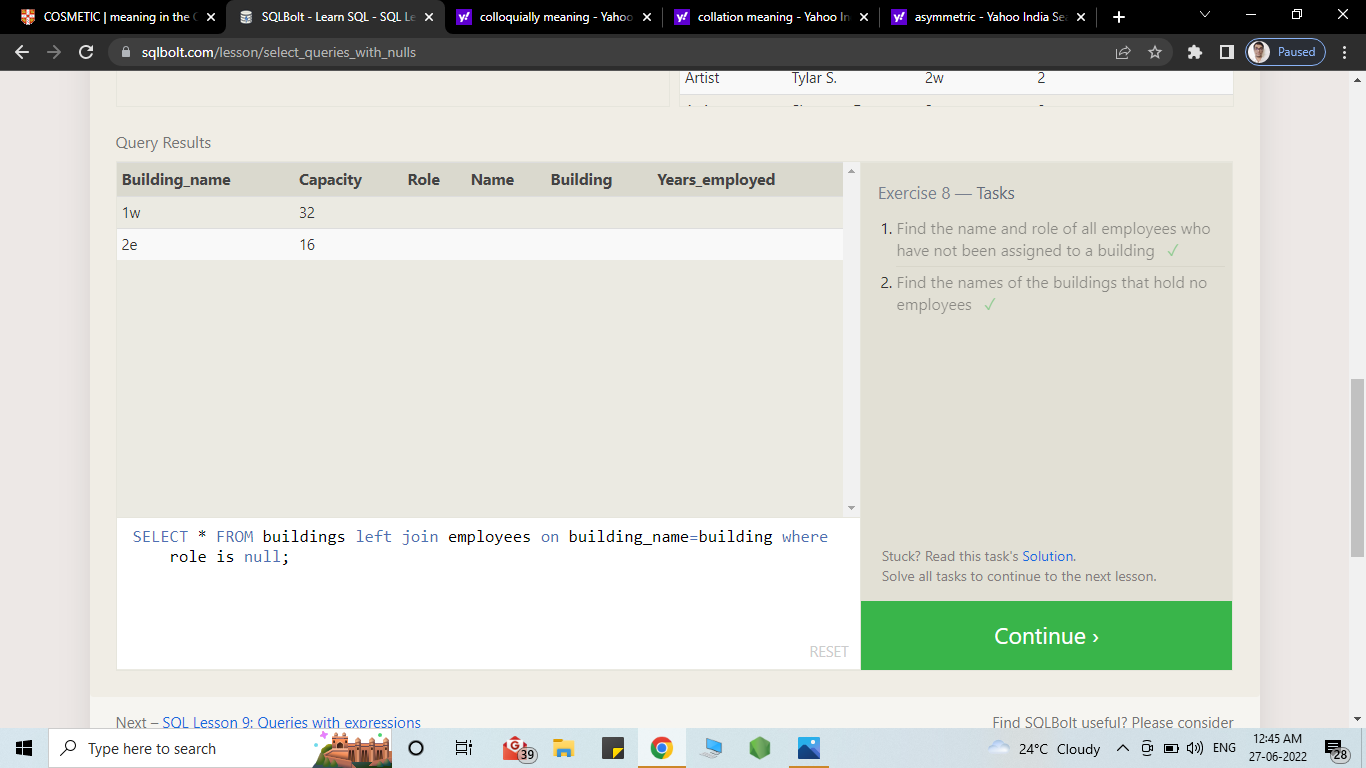 COSMETIC | meaning in the
SQLBolt - Learn SQL - SQL Le
colloquially meaning - Yahoo
collation meaning - Yahoo In
asymmetric - Yahoo India Sea
sqlbolt.com/lesson/select_queries_with_nulls
Paused
Artist Tylar S. 2w 2
Query Results
Building_name Capacity Role Name Building Years_employed
1w 32
2e 16
SELECT * FROM buildings left join employees on building_name=building where
role is null;
RESET
Exercise 8 — Tasks
1. Find the name and role of all employees who
have not been assigned to a building ✓
2. Find the names of the buildings that hold no
employees ✓
Stuck? Read this task's Solution.
Solve all tasks to continue to the next lesson.
Continue ›
Next – SQL Lesson 9: Queries with expressions
Find SQLBolt useful? Please consider
Type here to search
39
24°C Cloudy
ENG
12:45 AM
27-06-2022
28